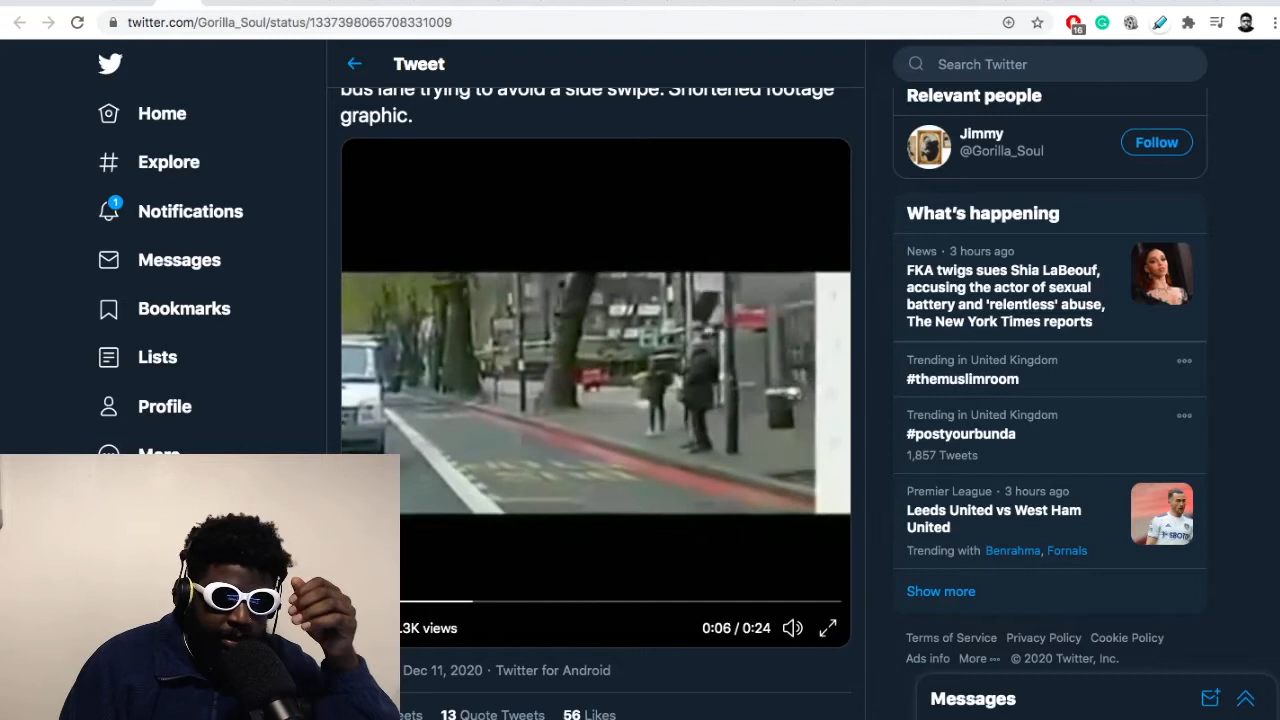 twitter.com/Gorilla_Soul/status/1337398065708331009
16
Home
Explore
1
Notifications
Messages
Bookmarks
Lists
Profile
More
Tweet
bus lane trying to avoid a side swipe. Shortened footage
graphic.
.3K views
0:06 / 0:24
Dec 11, 2020 · Twitter for Android
13 Quote Tweets 56 Likes
Search Twitter
Relevant people
Jimmy
@Gorilla_Soul
Follow
What's happening
News · 3 hours ago
FKA twigs sues Shia LaBeouf,
accusing the actor of sexual
battery and 'relentless' abuse,
The New York Times reports
Trending in United Kingdom
#themuslimroom
Trending in United Kingdom
#postyourbunda
1,857 Tweets
Premier League · 3 hours ago
Leeds United vs West Ham
United
Trending with Benrahma, Fornals
Show more
Terms of Service Privacy Policy Cookie Policy
Ads info More ··· © 2020 Twitter, Inc.
Messages